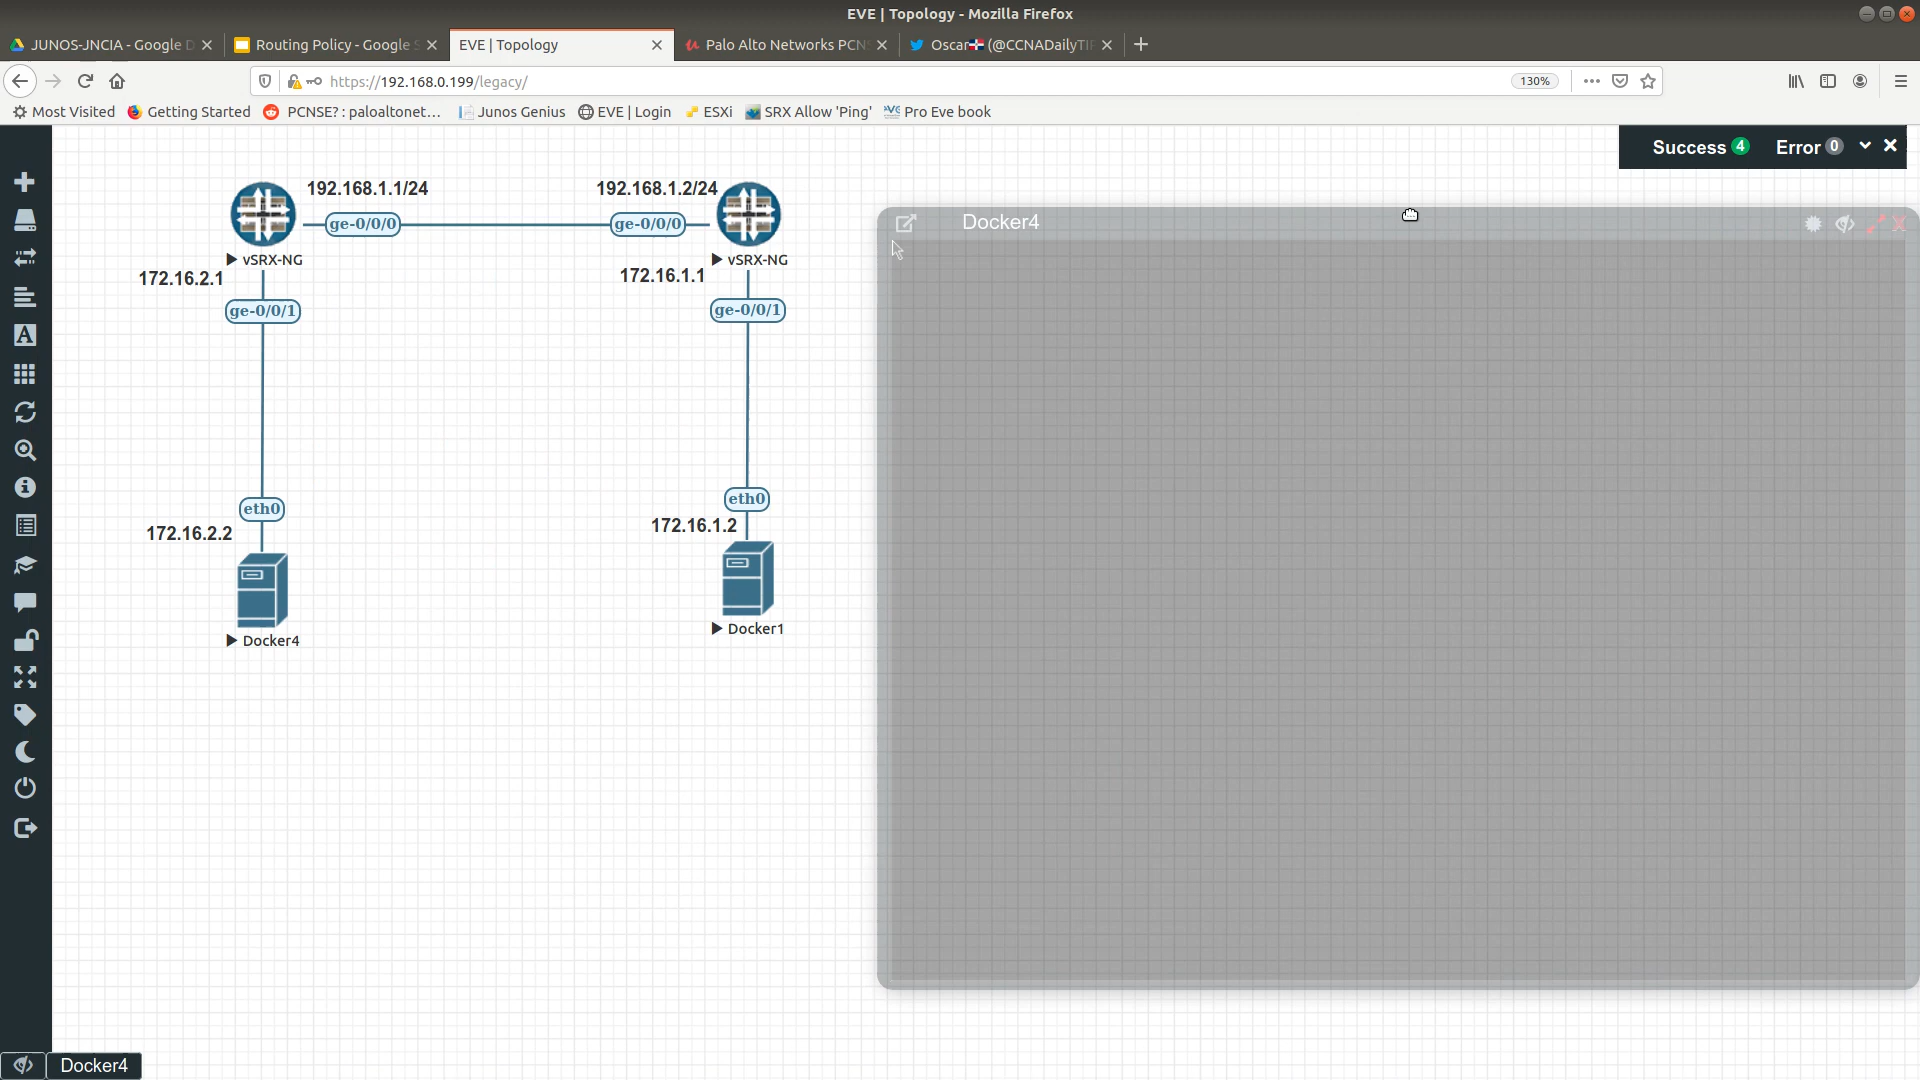 EVE | Topology - Mozilla Firefox
JUNOS-JNCIA - Google D
Routing Policy - Google S
EVE | Topology
Palo Alto Networks PCN
Oscar (@CCNADailyTI
https://192.168.0.199/legacy/
130%
Most Visited
Getting Started
PCNSE? : paloaltonet…
Junos Genius
EVE | Login
ESXi
SRX Allow 'Ping'
Pro Eve book
Success 4
Error 0
192.168.1.1/24
192.168.1.2/24
ge-0/0/0
ge-0/0/0
Docker4
vSRX-NG
vSRX-NG
172.16.2.1
172.16.1.1
ge-0/0/1
ge-0/0/1
eth0
eth0
172.16.2.2
172.16.1.2
Docker4
Docker1
Docker4